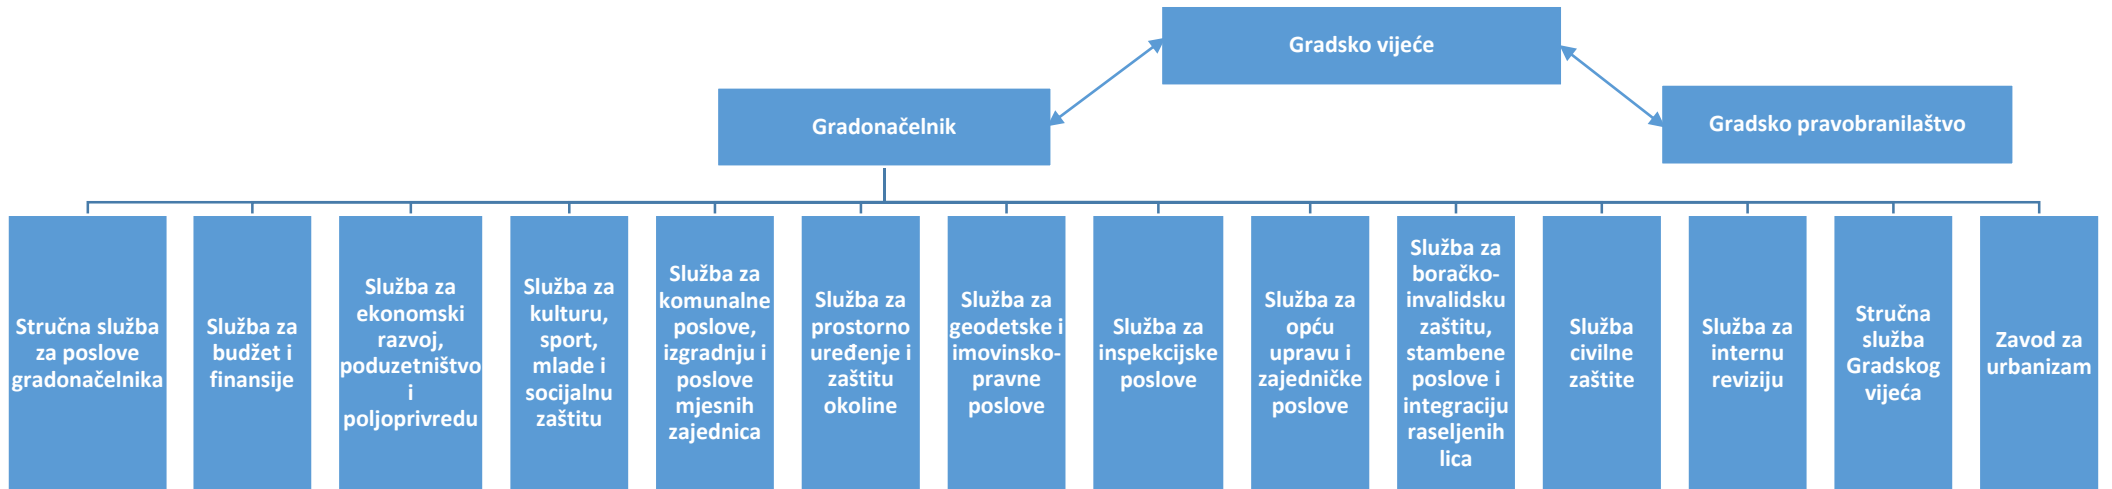 Gradsko vijeće
Gradonačelnik
Gradsko pravobranilaštvo
Stručna služba
za poslove
gradonačelnika
Služba za
budžet i
finansije
Služba za
ekonomski
razvoj,
poduzetništvo
i
poljoprivredu
Služba za
kulturu,
sport,
mlade i
socijalnu
zaštitu
Služba za
komunalne
poslove,
izgradnju i
poslove
mjesnih
zajednica
Služba za
prostorno
uređenje i
zaštitu
okoline
Služba za
geodetske i
imovinsko-
pravne
poslove
Služba za
inspekcijske
poslove
Služba za
opću
upravu i
zajedničke
poslove
Služba za
boračko-
invalidsku
zaštitu,
stambene
poslove i
integraciju
raseljenih
lica
Služba
civilne
zaštite
Služba za
internu
reviziju
Stručna
služba
Gradskog
vijeća
Zavod za
urbanizam